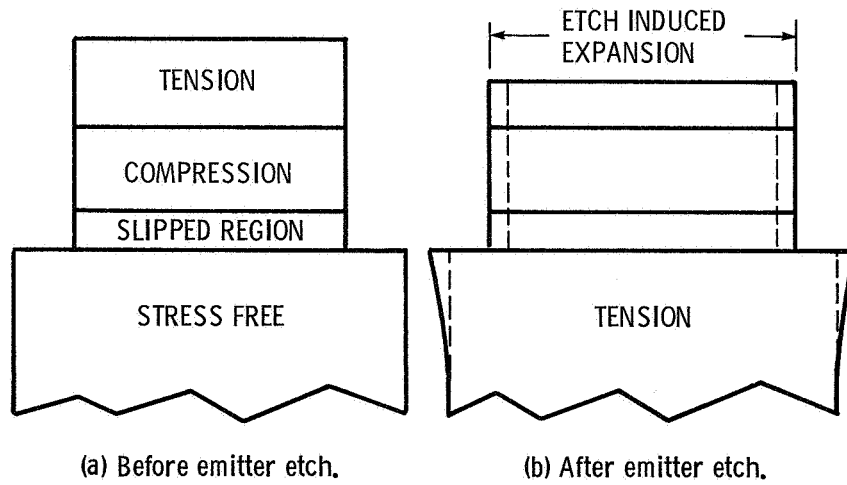 TENSION
COMPRESSION
SLIPPED REGION
STRESS FREE
(a) Before emitter etch.
ETCH INDUCED
EXPANSION
TENSION
(b) After emitter etch.